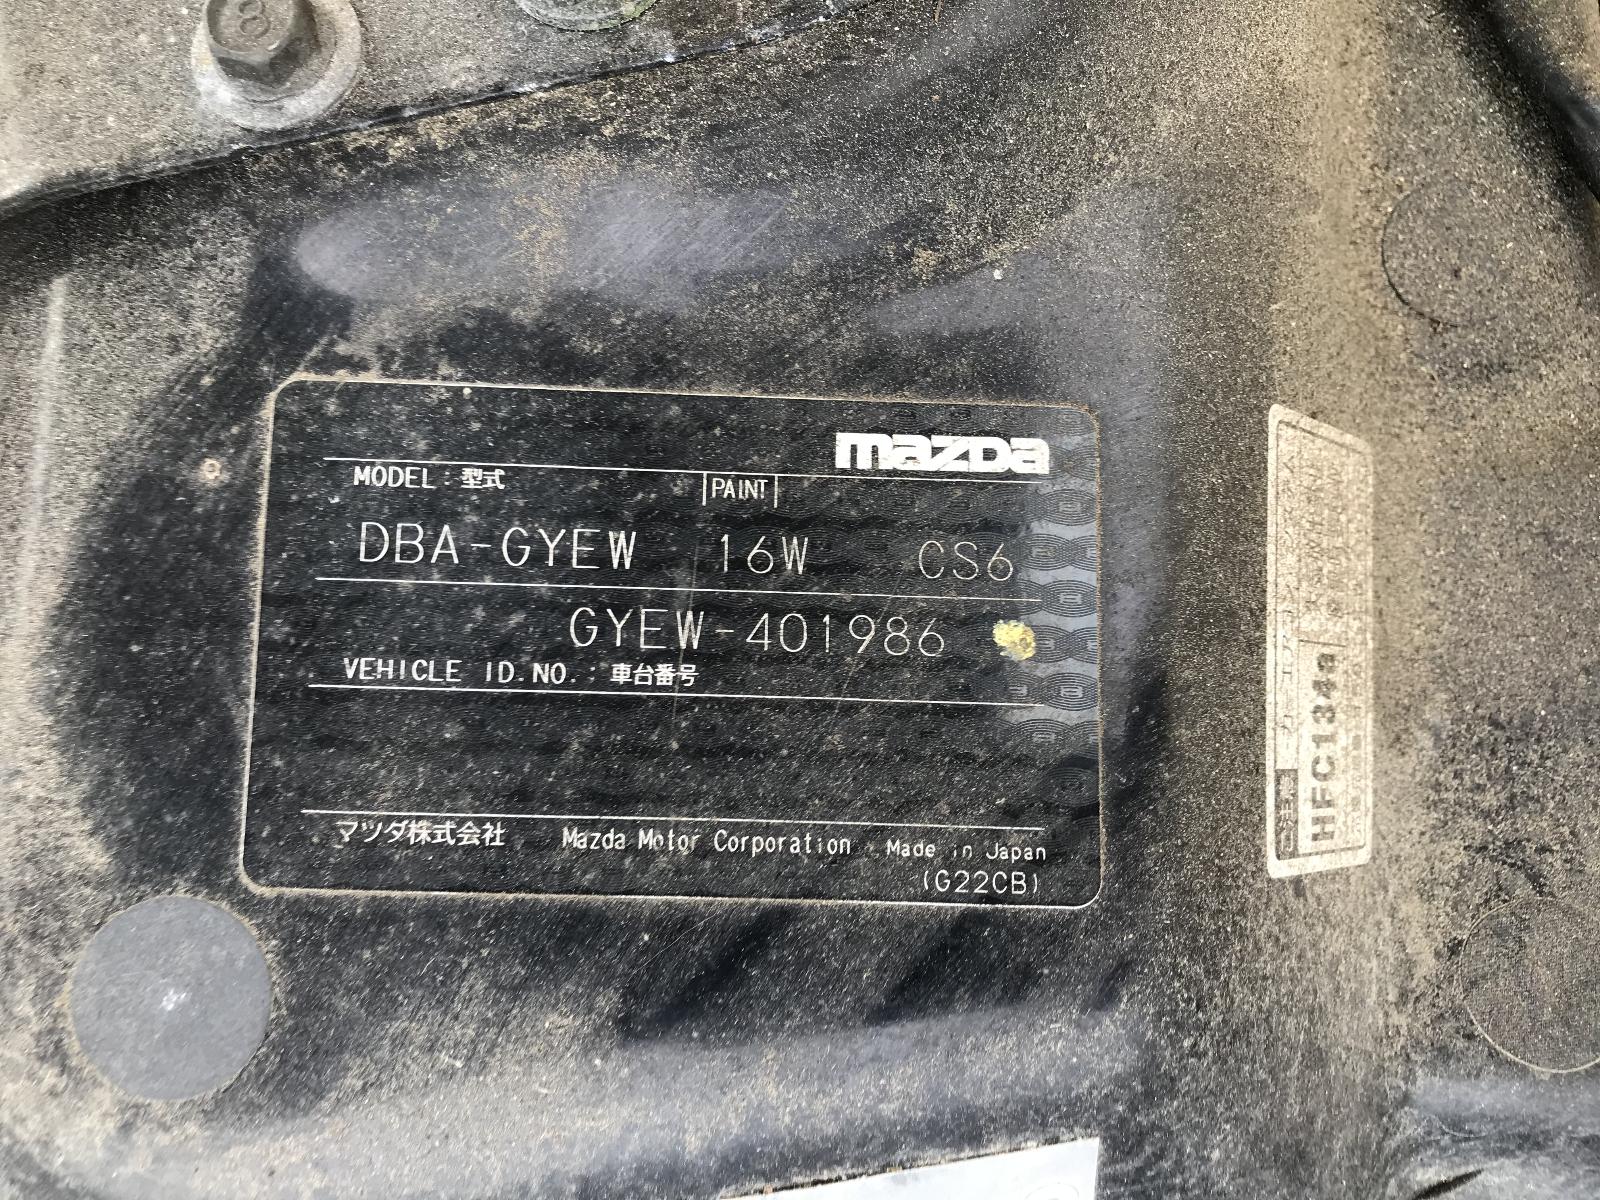 8
mazda
MODEL : 型式 PAINT
DBA-GYEW 16W CS6
GYEW-401986
VEHICLE ID.NO. : 車台番号
マツダ株式会社 Mazda Motor Corporation Made in Japan
(G22CB)
HFC134a